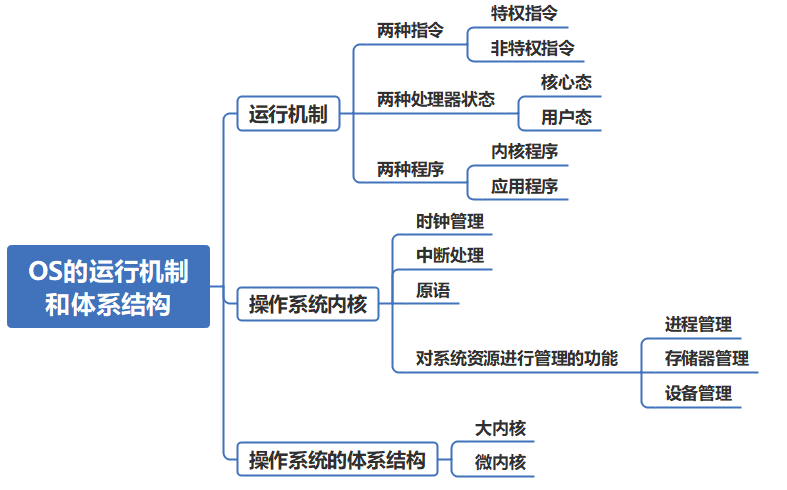 OS的运行机制
和体系结构
运行机制
两种指令
特权指令
非特权指令
两种处理器状态
核心态
用户态
两种程序
内核程序
应用程序
操作系统内核
时钟管理
中断处理
原语
对系统资源进行管理的功能
进程管理
存储器管理
设备管理
操作系统的体系结构
大内核
微内核